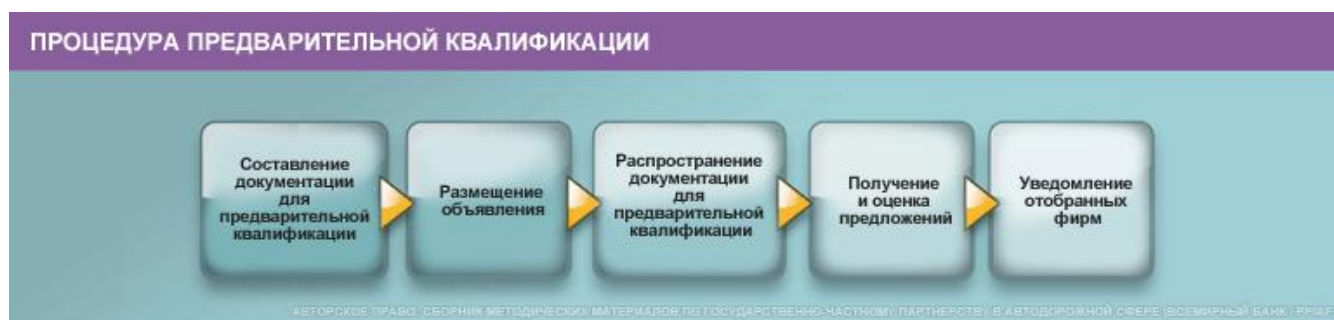 ПРОЦЕДУРА ПРЕДВАРИТЕЛЬНОЙ КВАЛИФИКАЦИИ
Составление
документации
для
предварительной
квалификации
Размещение
объявления
Распространение
документации
для
предварительной
квалификации
Получение
и оценка
предложений
Уведомление
отобранных
фирм
АВТОРСКОЕ ПРАВО: СБОРНИК МЕТОДИЧЕСКИХ МАТЕРИАЛОВ ПО ГОСУДАРСТВЕННО-ЧАСТНОМУ ПАРТНЕРСТВУ В АВТОДОРОЖНОЙ СФЕРЕ (ВСЕМИРНЫЙ БАНК / PPIAF